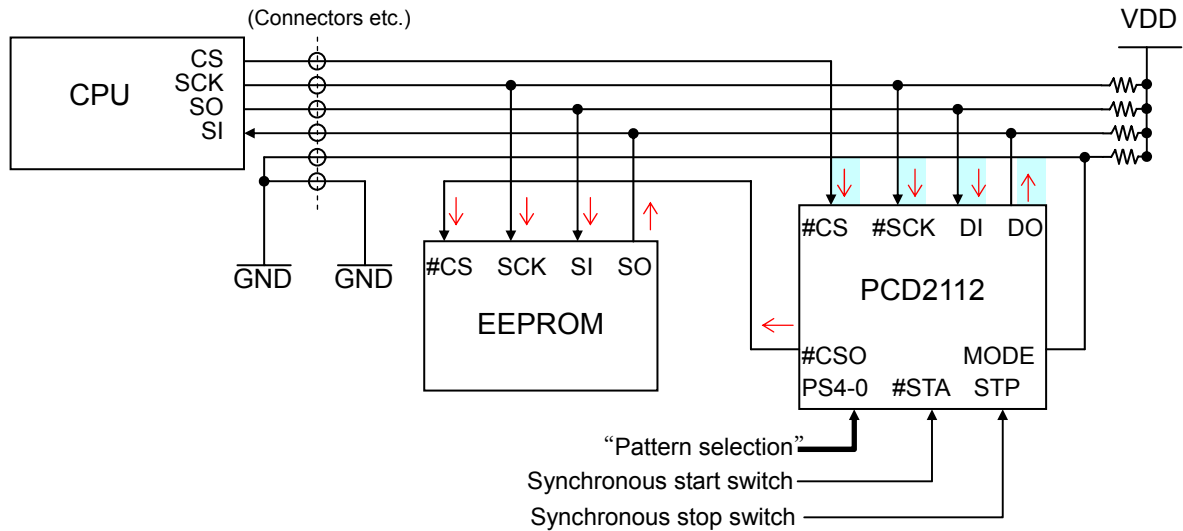 (Connectors etc.)
VDD
CPU
CS
SCK
SO
SI
#CS
#SCK
DI
DO
GND
GND
#CS
SCK
SI
SO
PCD2112
EEPROM
#CSO
MODE
PS4-0
#STA
STP
“Pattern selection”
Synchronous start switch
Synchronous stop switch